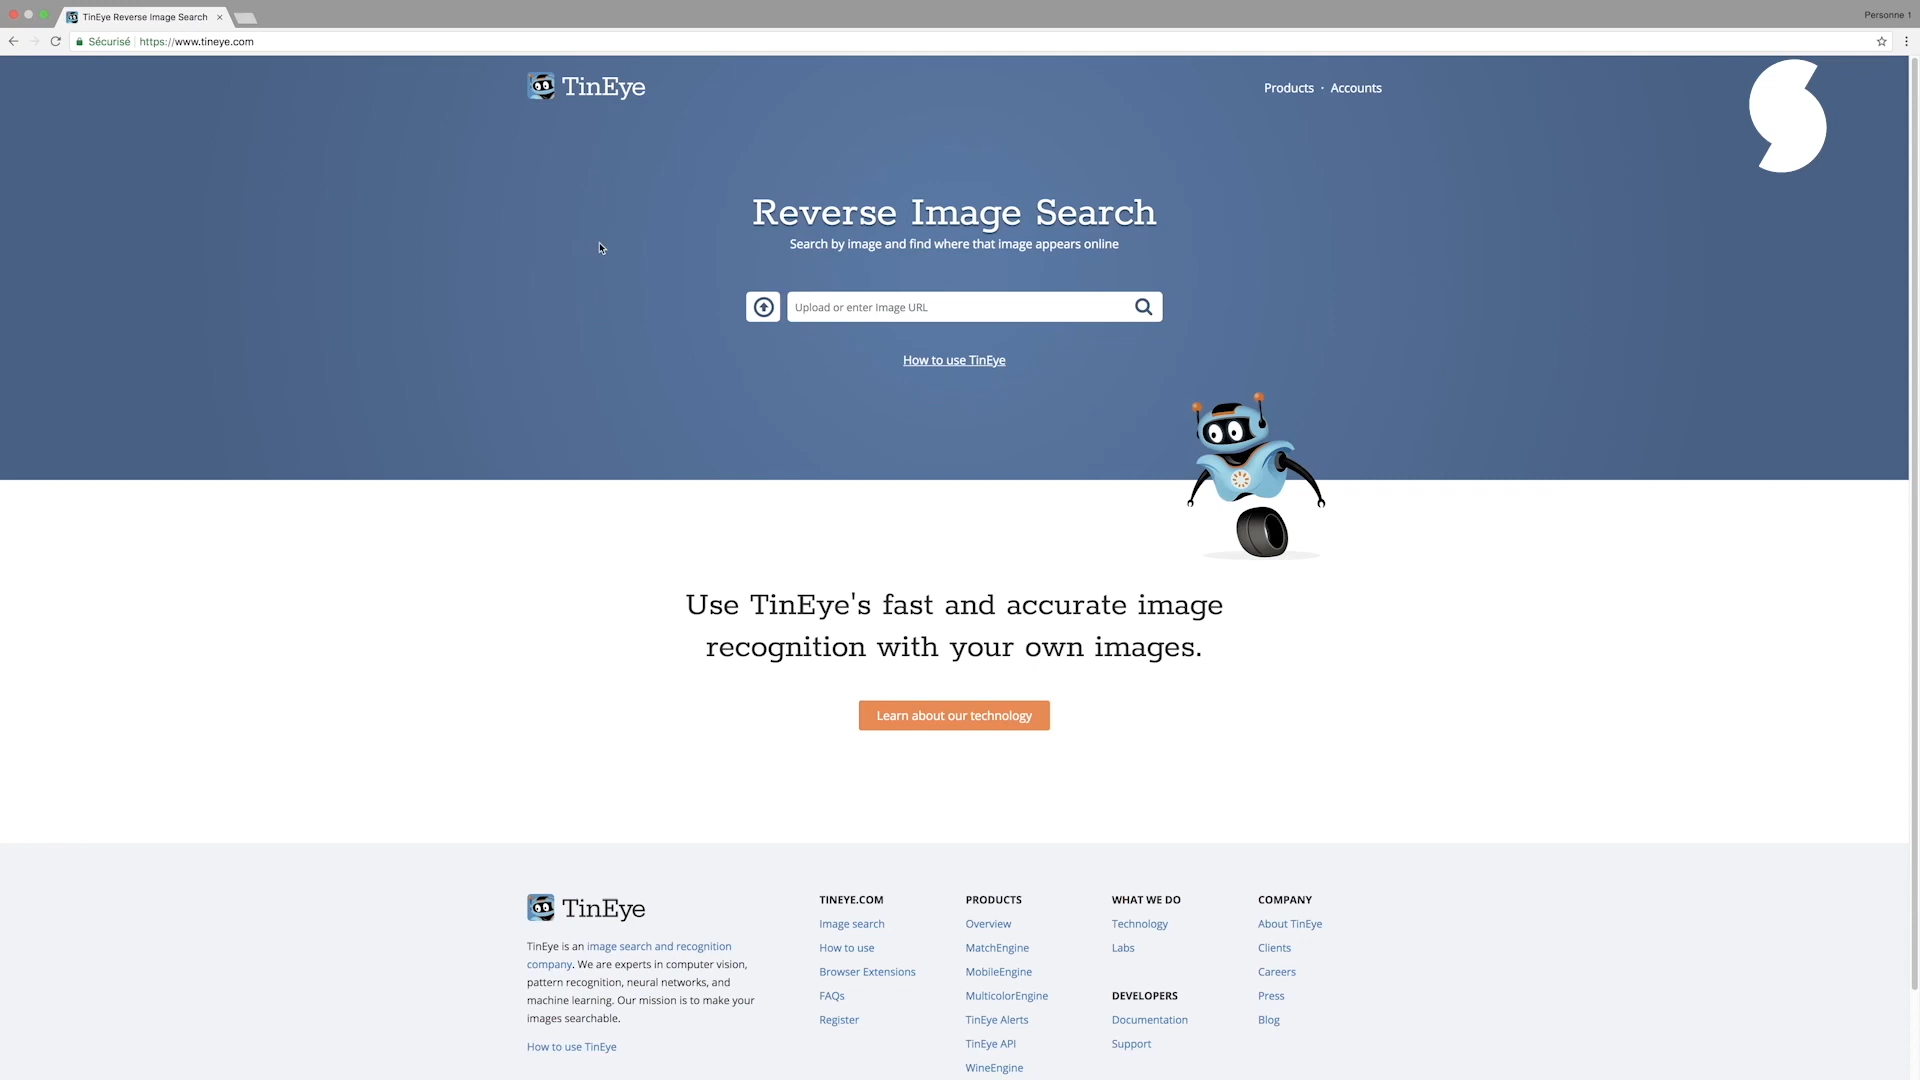 TinEye Reverse Image Search
Personne 1
Sécurisé
https://www.tineye.com
TinEye
Products · Accounts
Reverse Image Search
Search by image and find where that image appears online
Upload or enter Image URL
How to use TinEye
Use TinEye's fast and accurate image
recognition with your own images.
Learn about our technology
TinEye
TinEye is an image search and recognition
company. We are experts in computer vision,
pattern recognition, neural networks, and
machine learning. Our mission is to make your
images searchable.
How to use TinEye
TINEYE.COM
Image search
How to use
Browser Extensions
FAQs
Register
PRODUCTS
Overview
MatchEngine
MobileEngine
MulticolorEngine
TinEye Alerts
TinEye API
WineEngine
WHAT WE DO
Technology
Labs
DEVELOPERS
Documentation
Support
COMPANY
About TinEye
Clients
Careers
Press
Blog